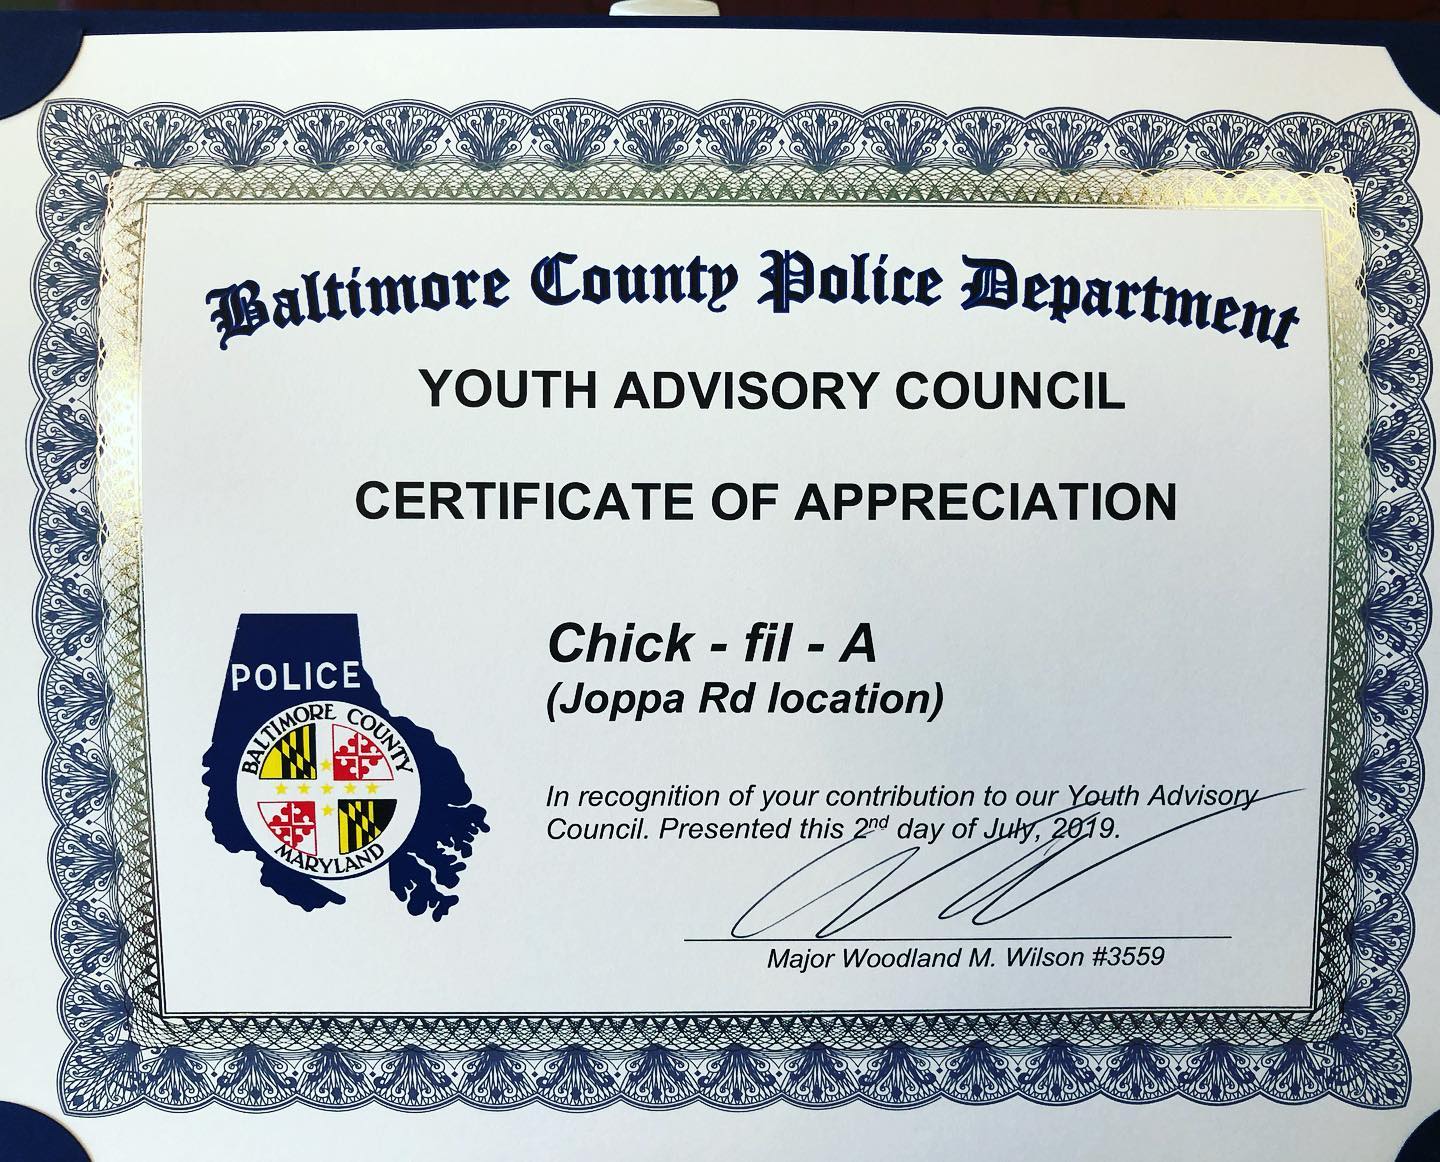 Baltimore County Police Department
YOUTH ADVISORY COUNCIL
CERTIFICATE OF APPRECIATION
Chick - fil - A
(Joppa Rd location)
POLICE
BALTIMORE COUNTY
MARYLAND
In recognition of your contribution to our Youth Advisory
Council. Presented this 2nd day of July, 2019.
Major Woodland M. Wilson #3559